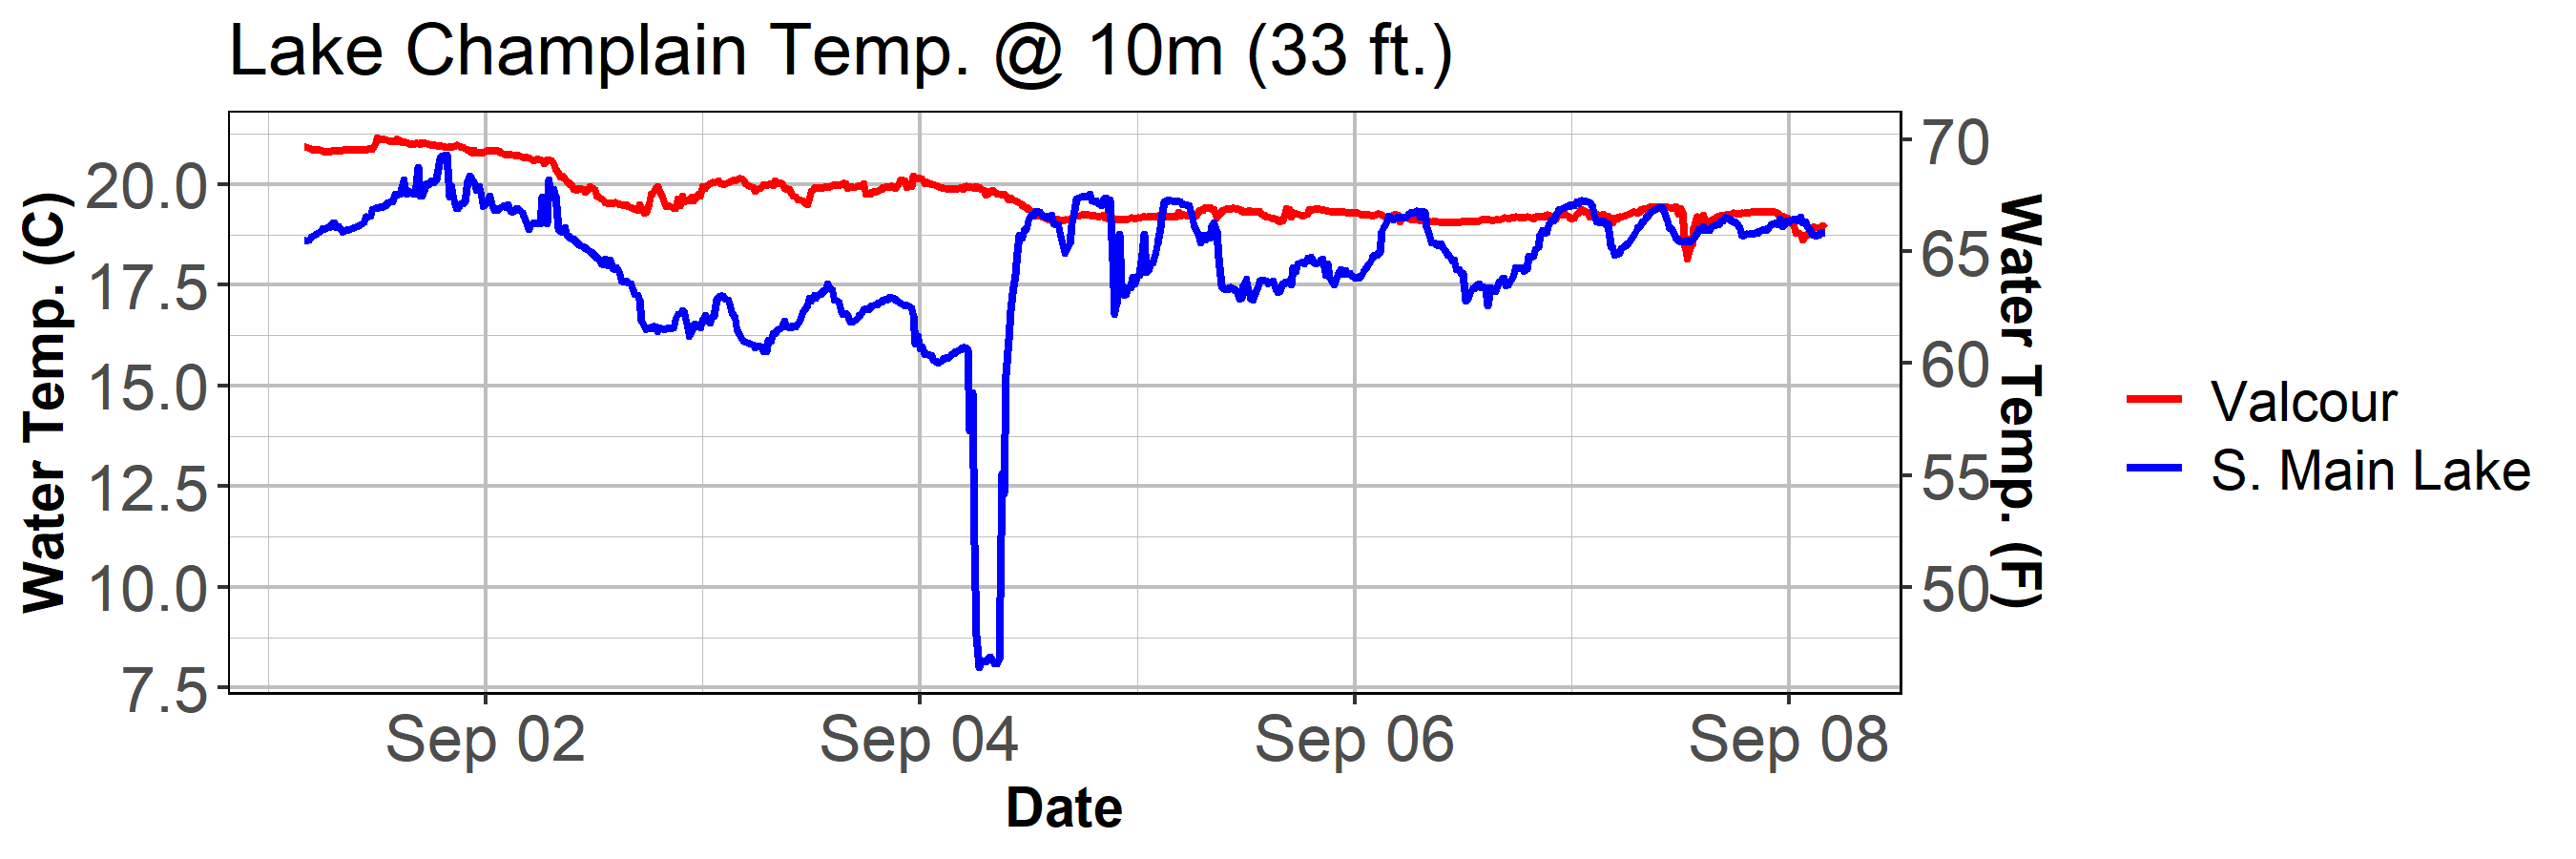 Lake Champlain Temp. @ 10m (33 ft.)
Water Temp. (C)
20.0
17.5
15.0
12.5
10.0
7.5
70
65
60
55
50
Water Temp. (F)
Sep 02
Sep 04
Sep 06
Sep 08
Date
Valcour
S. Main Lake